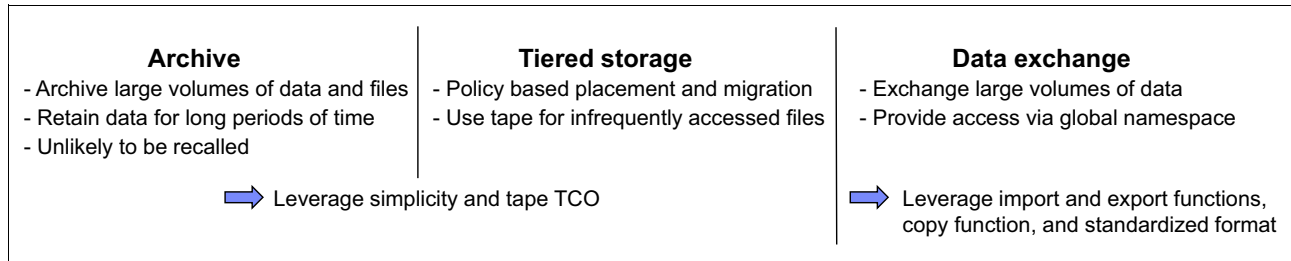 Archive
- Archive large volumes of data and files
- Retain data for long periods of time
- Unlikely to be recalled
Tiered storage
- Policy based placement and migration
- Use tape for infrequently accessed files
Leverage simplicity and tape TCO
Data exchange
- Exchange large volumes of data
- Provide access via global namespace
Leverage import and export functions,
copy function, and standardized format